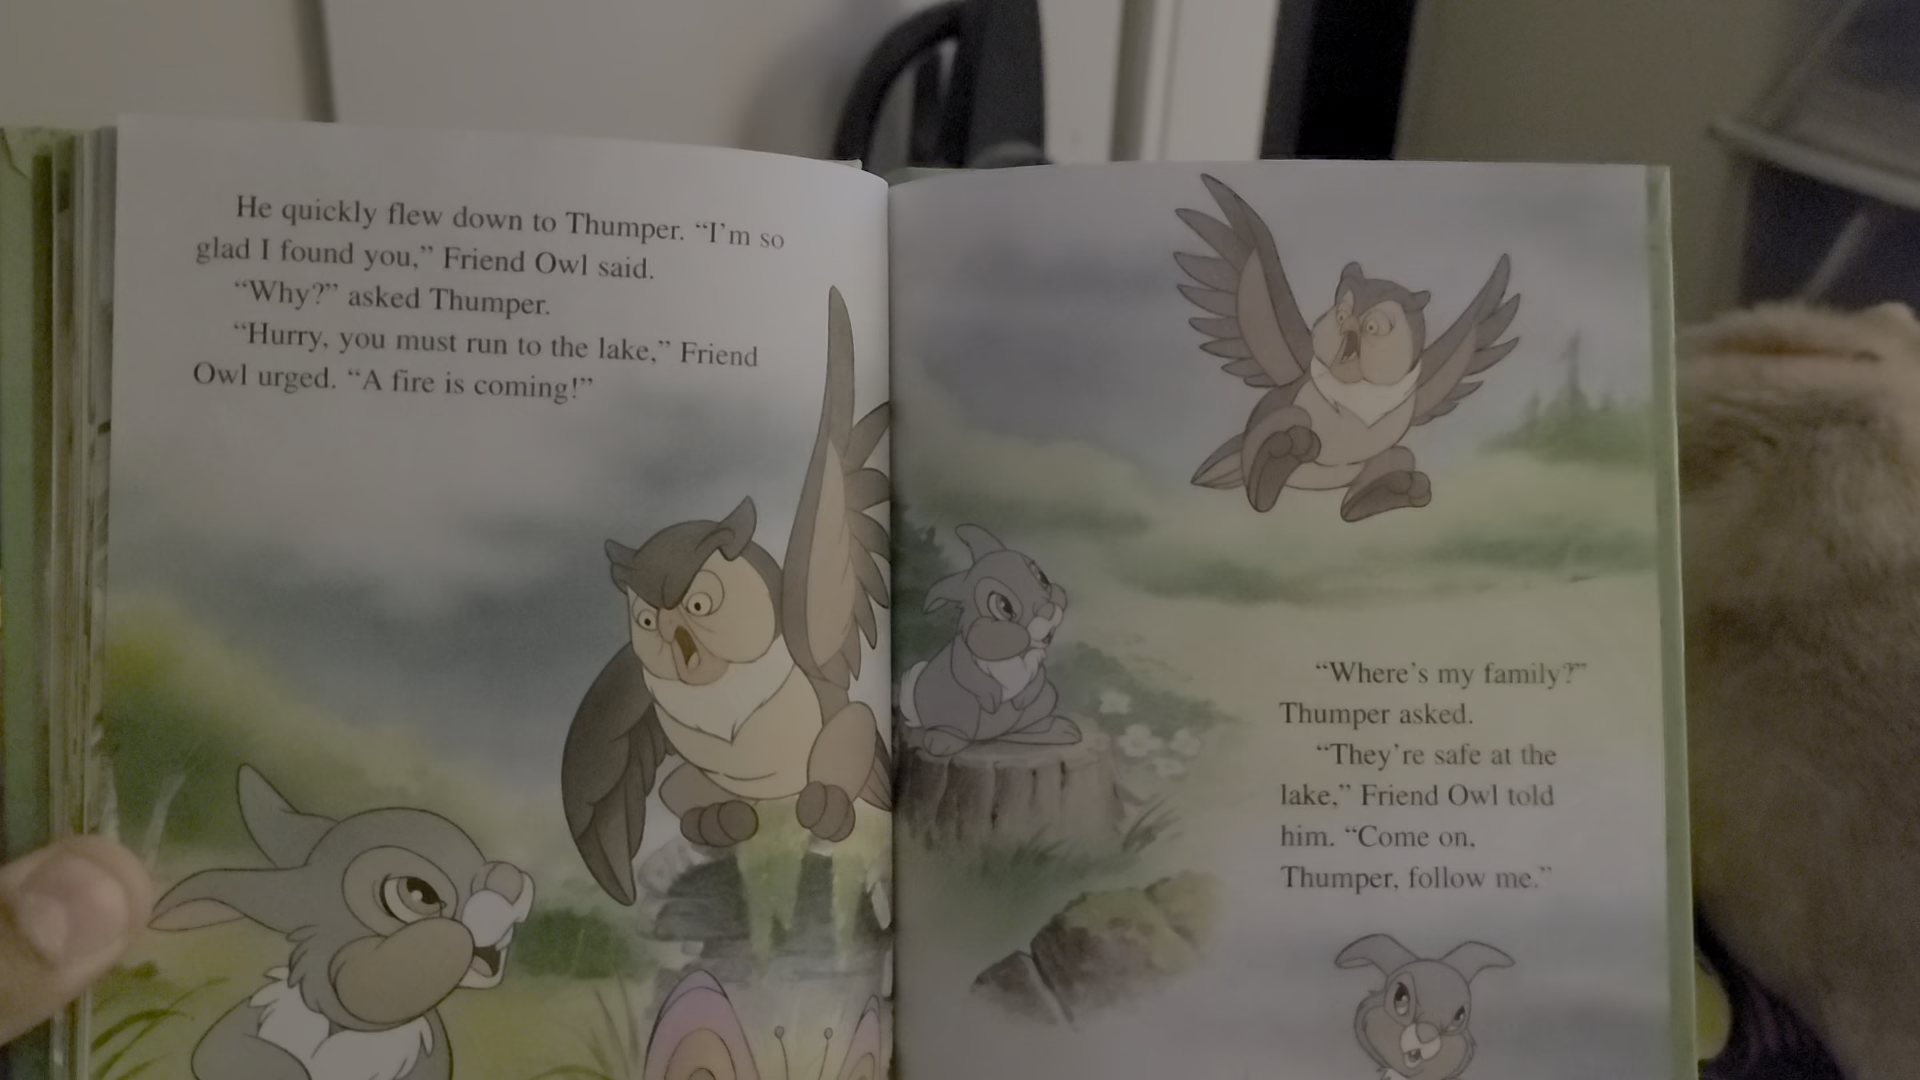 He quickly flew down to Thumper. “I’m so
glad I found you,” Friend Owl said.
“Why?” asked Thumper.
“Hurry, you must run to the lake,” Friend
Owl urged. “A fire is coming!”
“Where’s my family?”
Thumper asked.
“They’re safe at the
lake,” Friend Owl told
him. “Come on,
Thumper, follow me.”